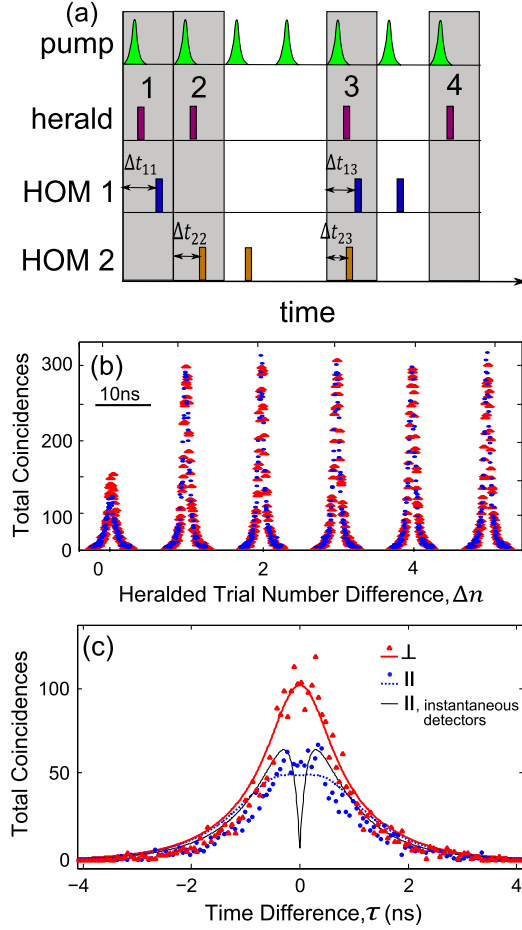 (a)
pump
1 2 3 4
herald
Δt₁₁ Δt₁₃
HOM 1
Δt₂₂ Δt₂₃
HOM 2
time
(b)
10ns
300
200
100
0
Total Coincidences
0 2 4
Heralded Trial Number Difference, Δn
(c)
⊥
||
||, instantaneous
detectors
100
50
0
Total Coincidences
−4 −2 0 2 4
Time Difference, τ (ns)